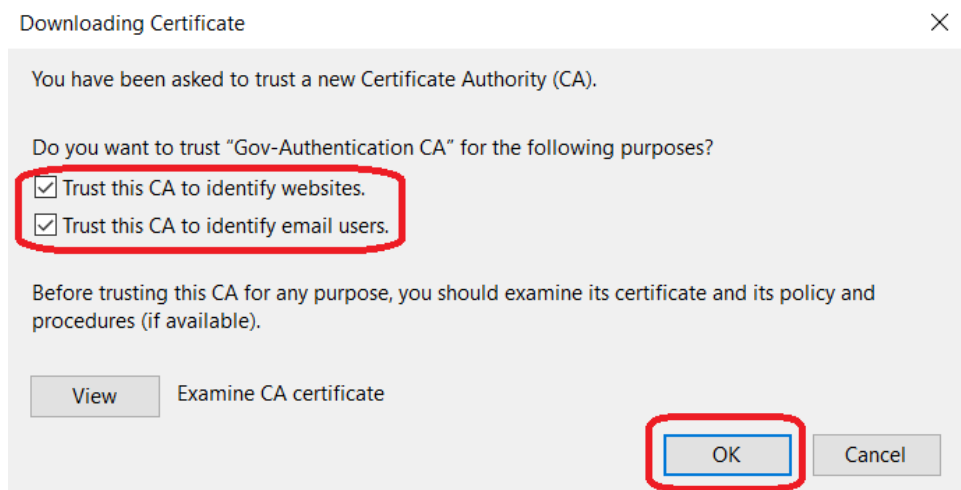 Downloading Certificate
You have been asked to trust a new Certificate Authority (CA).
Do you want to trust “Gov-Authentication CA” for the following purposes?
Trust this CA to identify websites.
Trust this CA to identify email users.
Before trusting this CA for any purpose, you should examine its certificate and its policy and
procedures (if available).
View Examine CA certificate
OK Cancel